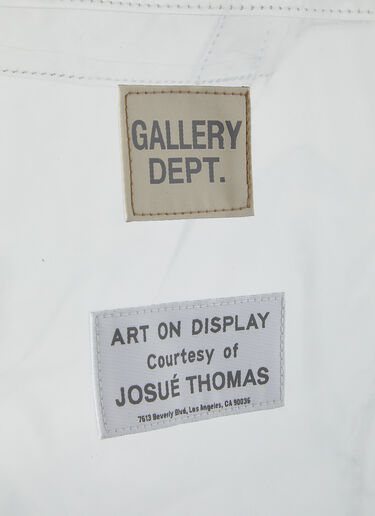 GALLERY
DEPT.
ART ON DISPLAY
Courtesy of
JOSUÉ THOMAS
7613 Beverly Blvd, Los Angeles, CA 90036